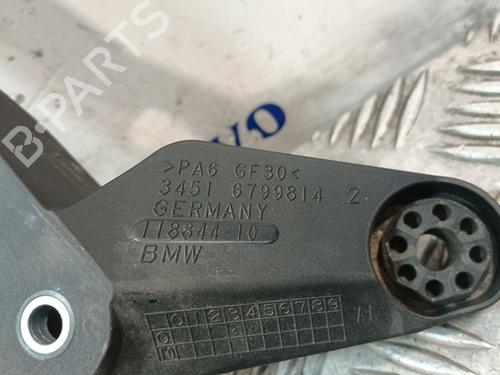 B-PARTS
>PA6 GF30<
3451 6799814 2
GERMANY
118344-10
BMW
0 1 2 3 4 5 6 7 8 9